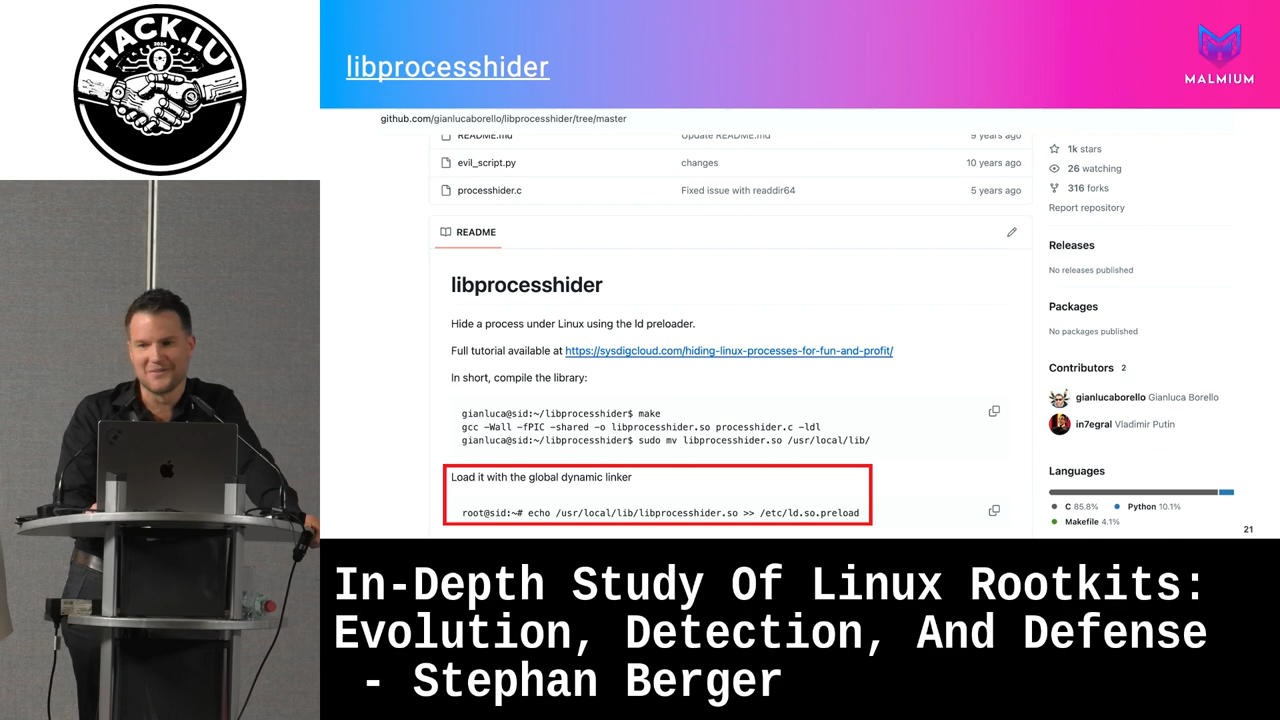 HACK.LU
2024
libprocesshider
MALMIUM
github.com/gianlucaborello/libprocesshider/tree/master
README.md Update README.md 9 years ago
evil_script.py changes 10 years ago
processhider.c Fixed issue with readdir64 5 years ago
1k stars
26 watching
316 forks
Report repository
README
Releases
No releases published
Packages
No packages published
Contributors 2
gianlucaborello Gianluca Borello
in7egral Vladimir Putin
Languages
C 85.8% Python 10.1%
Makefile 4.1%
libprocesshider
Hide a process under Linux using the ld preloader.
Full tutorial available at https://sysdigcloud.com/hiding-linux-processes-for-fun-and-profit/
In short, compile the library:
gianluca@sid:~/libprocesshider$ make
gcc -Wall -fPIC -shared -o libprocesshider.so processhider.c -ldl
gianluca@sid:~/libprocesshider$ sudo mv libprocesshider.so /usr/local/lib/
Load it with the global dynamic linker
root@sid:~# echo /usr/local/lib/libprocesshider.so >> /etc/ld.so.preload
21
In-Depth Study Of Linux Rootkits:
Evolution, Detection, And Defense
- Stephan Berger